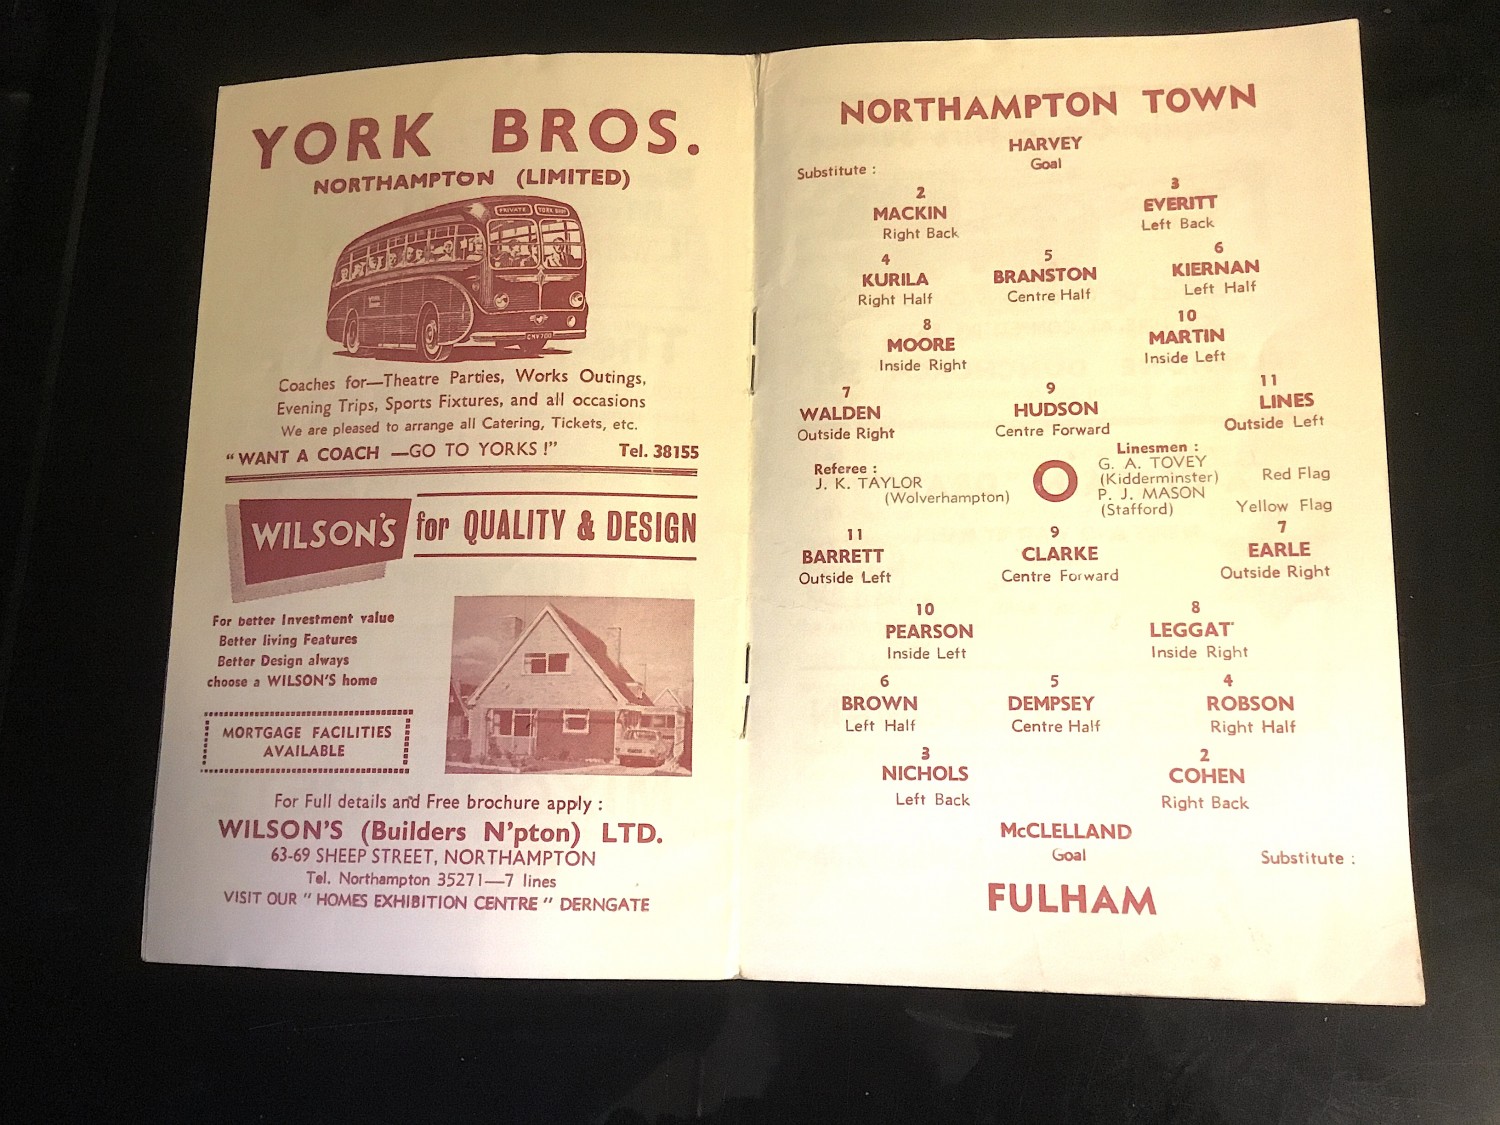 YORK BROS.
NORTHAMPTON (LIMITED)
PRIVATE YORK BROS
CMV700
Coaches for—Theatre Parties, Works Outings,
Evening Trips, Sports Fixtures, and all occasions
We are pleased to arrange all Catering, Tickets, etc.
"WANT A COACH —GO TO YORKS!" Tel. 38155
WILSON'S for QUALITY & DESIGN
For better Investment value
Better living Features
Better Design always
choose a WILSON'S home
MORTGAGE FACILITIES
AVAILABLE
For Full details and Free brochure apply :
WILSON'S (Builders N'pton) LTD.
63-69 SHEEP STREET, NORTHAMPTON
Tel. Northampton 35271—7 lines
VISIT OUR "HOMES EXHIBITION CENTRE" DERNGATE
NORTHAMPTON TOWN
HARVEY
Goal
Substitute :
2 3
MACKIN EVERITT
Right Back Left Back
4 5 6
KURILA BRANSTON KIERNAN
Right Half Centre Half Left Half
8 10
MOORE MARTIN
Inside Right Inside Left
7 9 11
WALDEN HUDSON LINES
Outside Right Centre Forward Outside Left
Referee : Linesmen :
J. K. TAYLOR G. A. TOVEY
(Wolverhampton) (Kidderminster) Red Flag
P. J. MASON
(Stafford) Yellow Flag
11 9 7
BARRETT CLARKE EARLE
Outside Left Centre Forward Outside Right
10 8
PEARSON LEGGAT
Inside Left Inside Right
6 5 4
BROWN DEMPSEY ROBSON
Left Half Centre Half Right Half
3 2
NICHOLS COHEN
Left Back Right Back
McCLELLAND
Goal
Substitute :
FULHAM